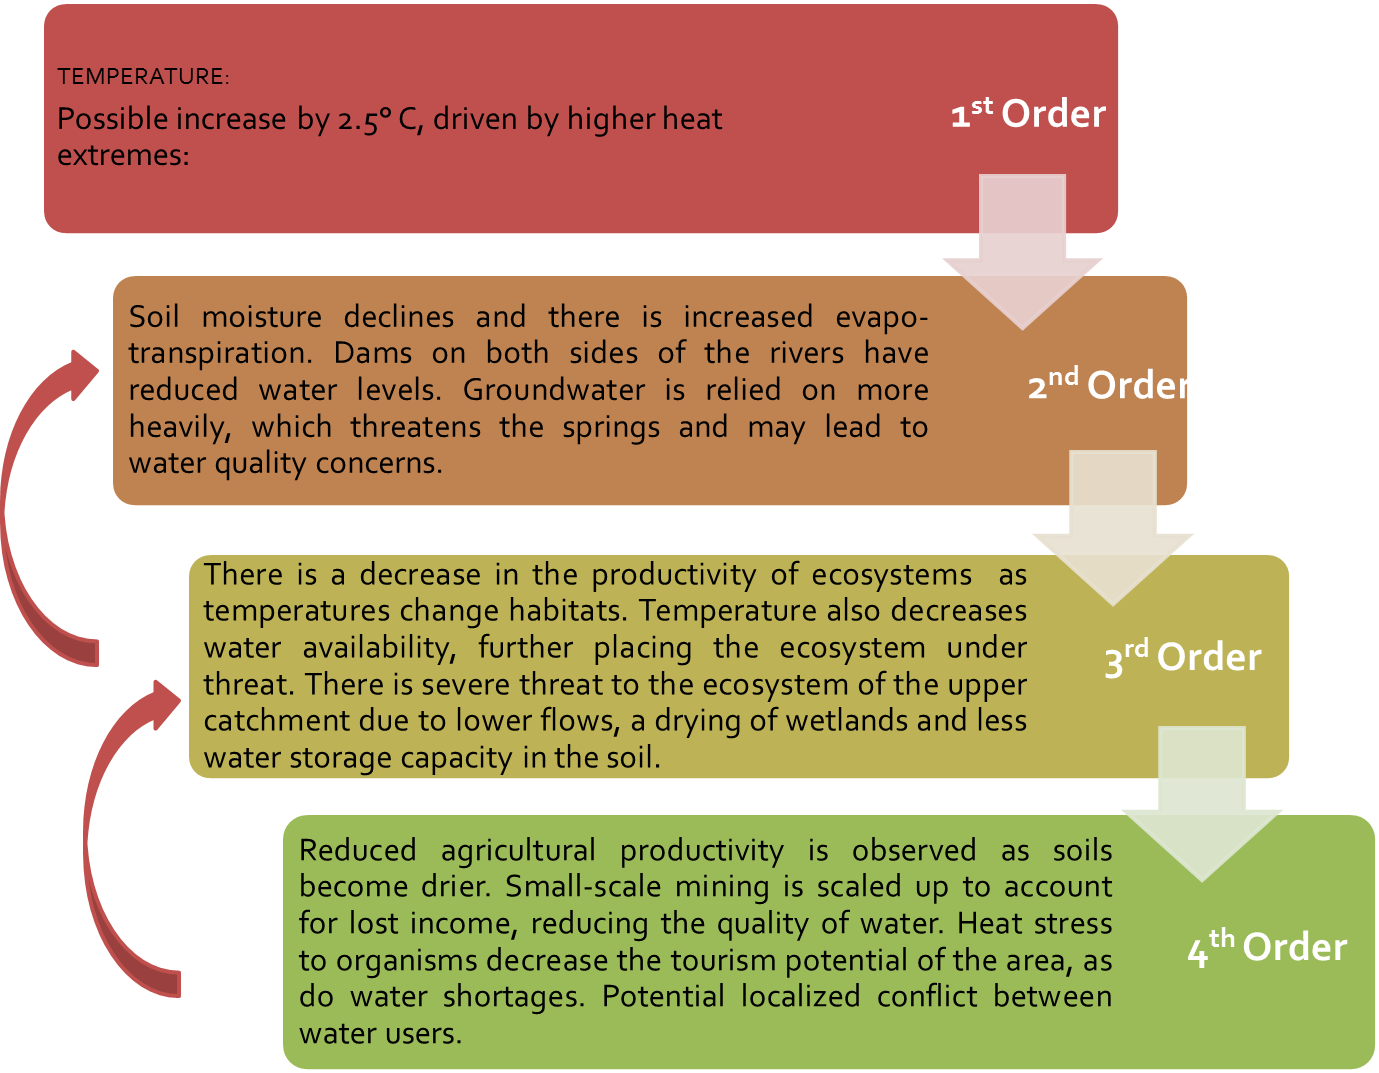 TEMPERATURE:
Possible increase by 2.5° C, driven by higher heat
extremes:
1st Order
Soil moisture declines and there is increased evapo-
transpiration. Dams on both sides of the rivers have
reduced water levels. Groundwater is relied on more
heavily, which threatens the springs and may lead to
water quality concerns.
2nd Order
There is a decrease in the productivity of ecosystems as
temperatures change habitats. Temperature also decreases
water availability, further placing the ecosystem under
threat. There is severe threat to the ecosystem of the upper
catchment due to lower flows, a drying of wetlands and less
water storage capacity in the soil.
3rd Order
Reduced agricultural productivity is observed as soils
become drier. Small-scale mining is scaled up to account
for lost income, reducing the quality of water. Heat stress
to organisms decrease the tourism potential of the area, as
do water shortages. Potential localized conflict between
water users.
4th Order